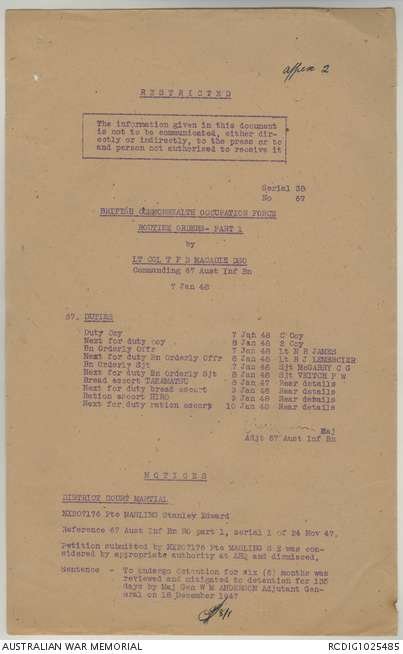 appx 2
RESTRICTED
The information given in this document
is not to be communicated, either dir-
ectly or indirectly, to the press or to
and person not authorised to receive it
Serial 3B
No 67
BRITISH COMMONWEALTH OCCUPATION FORCE
ROUTINE ORDERS- PART 1
by
LT COL T F B MACADIE DSO
Commanding 67 Aust Inf Bn
7 Jan 48
87. DUTIES
Duty Coy 7 Jan 48 C Coy
Next for duty coy 8 Jan 48 Coy
Bn Orderly Offr 7 Jan 48 Lt N R JAMES
Next for duty Bn Orderly Offr 8 Jan 48 Lt R J LEMERCIER
Bn Orderly Sjt 7 Jan 48 Sjt McGARRY C G
Next for duty Bn Orderly Sjt 8 Jan 48 Sjt VEITCH F W
Bread escort TAKAMATSU 8 Jan 47 Rear details
Next for duty bread escort 9 Jan 48 Rear details
Ration escort HIRO 9 Jan 48 Rear details
Next for duty ration escort 10 Jan 48 Rear details
Maj
Adjt 67 Aust Inf Bn
NOTICES
DISTRICT COURT MARTIAL
NX207176 Pte MAHLING Stanley Edward
Reference 67 Aust Inf Bn RO part 1, serial 1 of 24 Nov 47.
Petition submitted by NX207176 Pte MAHLING S E was con-
sidered by appropriate authority at AHQ and dismissed.
Sentence - To undergo detention for six (6) months was
reviewed and mitigated to detention for 135
days by Maj Gen W M ANDERSON Adjutant Gen-
eral on 18 December 1947
8/1
AUSTRALIAN WAR MEMORIAL
RCDIG1025485